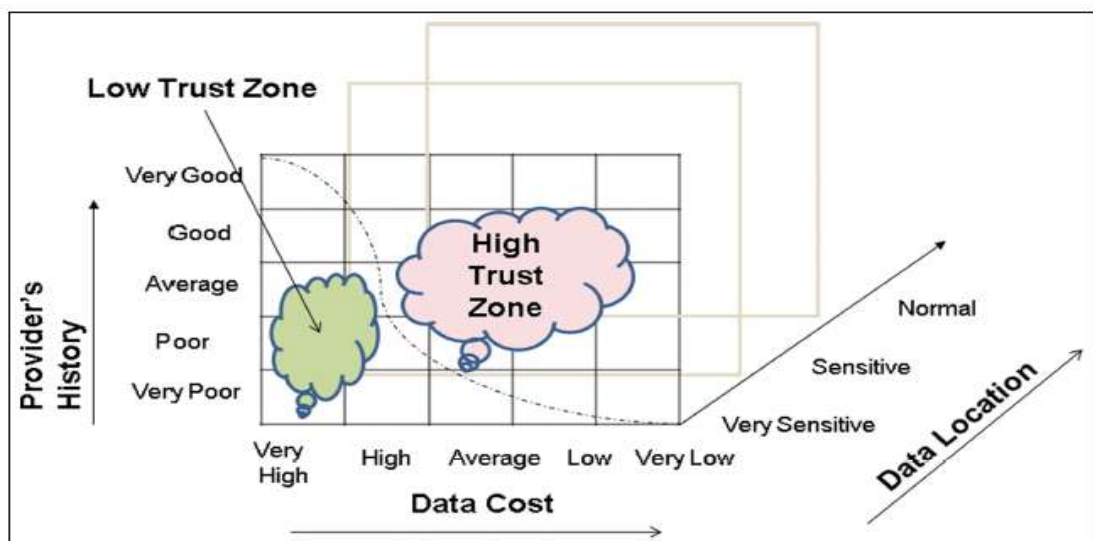 Low Trust Zone
Very Good
Good
Average
Poor
Very Poor
Provider's
History
High
Trust
Zone
Normal
Sensitive
Very Sensitive
Data Location
Very
High
High
Average
Low
Very Low
Data Cost